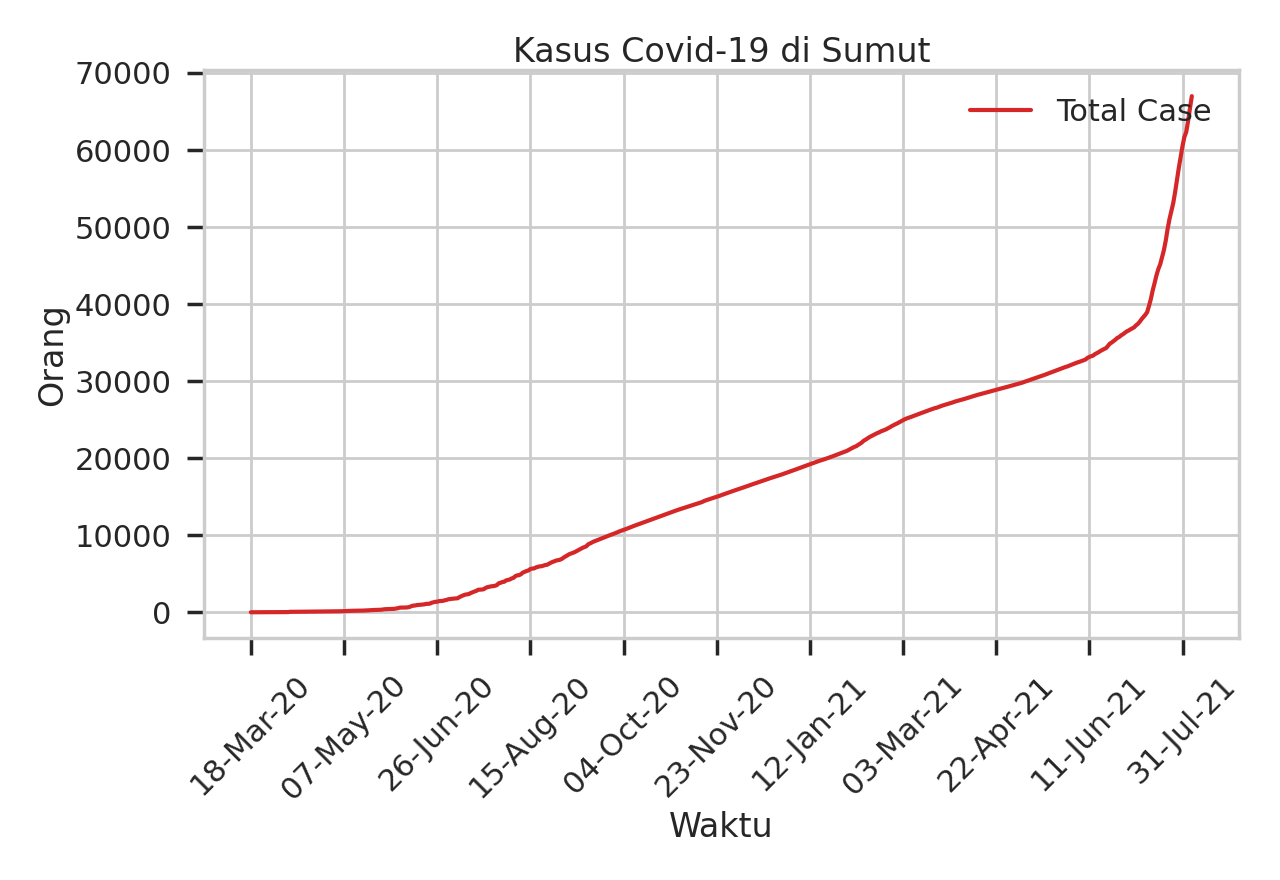 Kasus Covid-19 di Sumut
Total Case
Orang
70000
60000
50000
40000
30000
20000
10000
0
18-Mar-20
07-May-20
26-Jun-20
15-Aug-20
04-Oct-20
23-Nov-20
12-Jan-21
03-Mar-21
22-Apr-21
11-Jun-21
31-Jul-21
Waktu